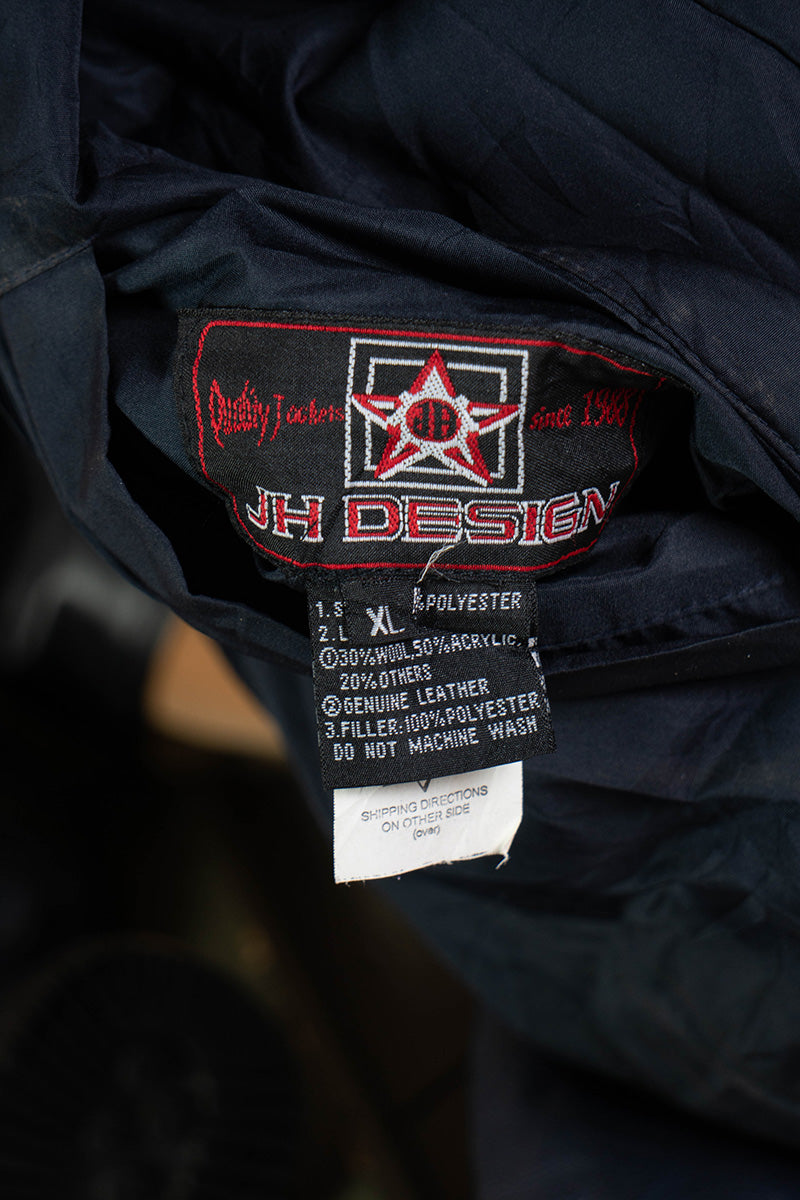 Quality Jackets
since 1988
JH
JH DESIGN
1.S
%POLYESTER
2.L
XL
①30%WOOL,50%ACRYLIC,
20%OTHERS
②GENUINE LEATHER
3.FILLER:100%POLYESTER
DO NOT MACHINE WASH
SHIPPING DIRECTIONS
ON OTHER SIDE
(over)